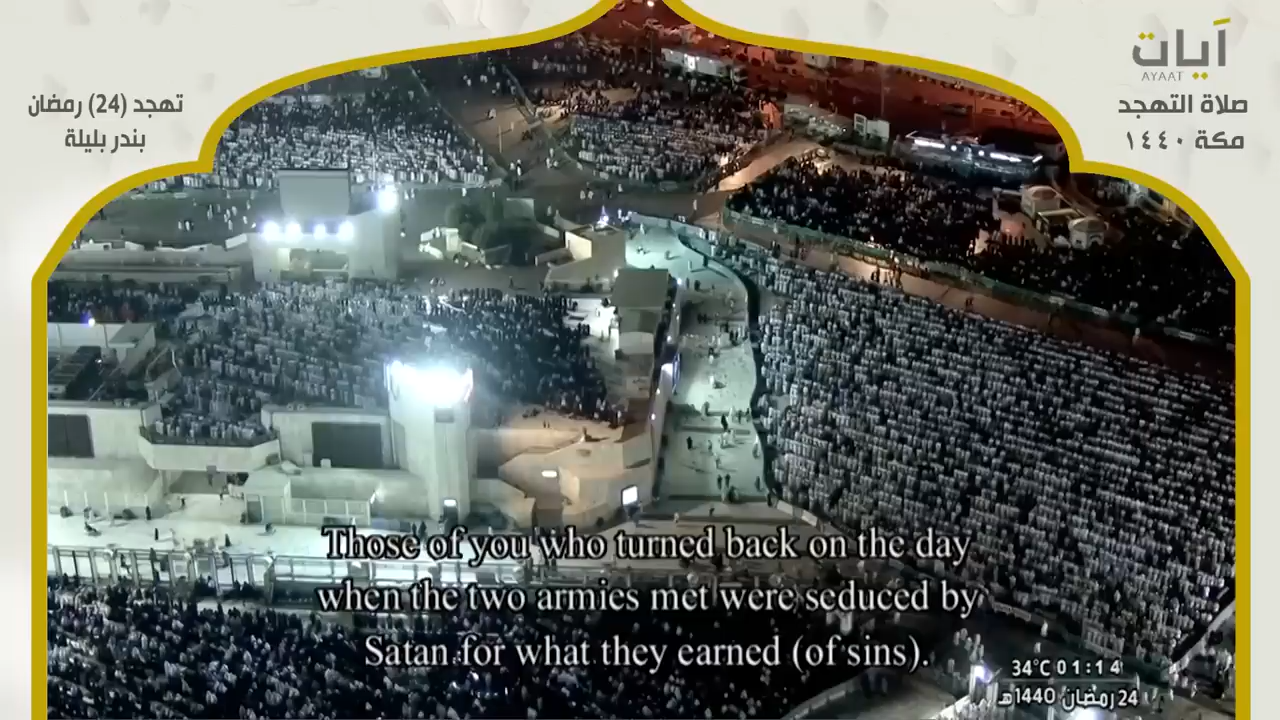 آيات
AYAAT
صلاة التهجد
مكة ١٤٤٠
تهجد (24) رمضان
بندر بليلة
Those of you who turned back on the day
when the two armies met were seduced by
Satan for what they earned (of sins).
34°C 01:14
24 رمضان 1440هـ